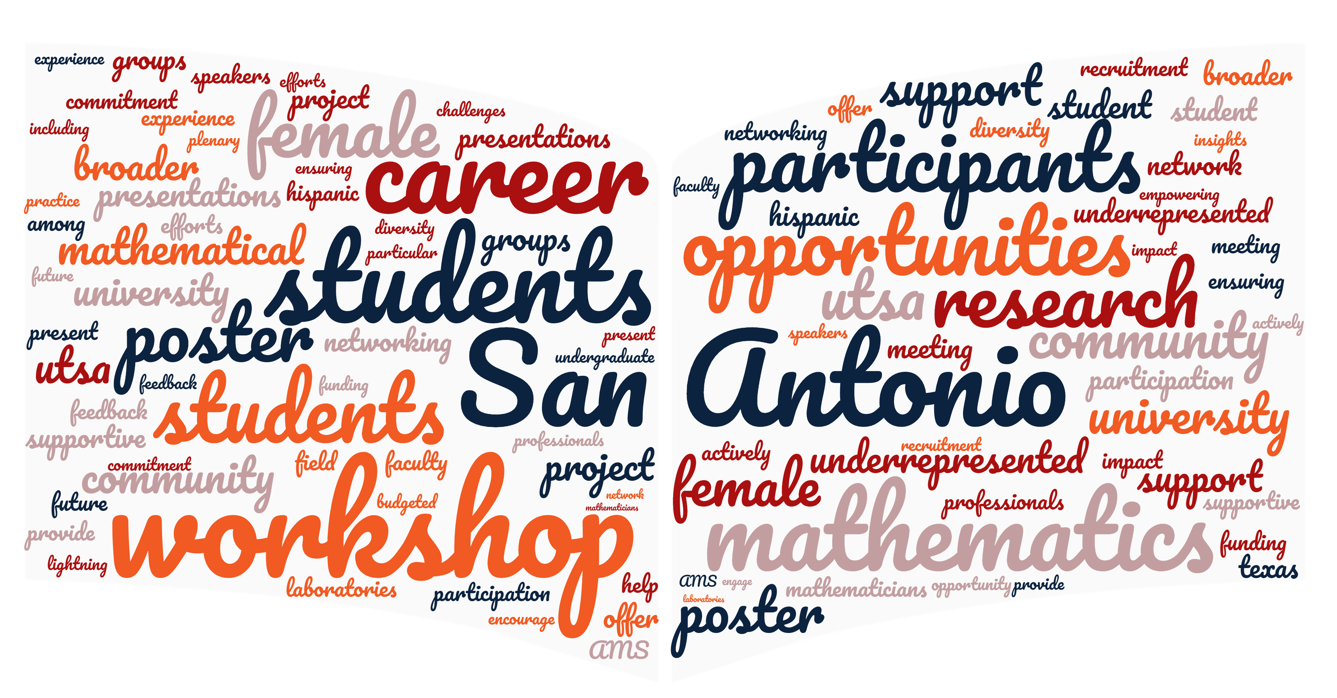 experience
groups
speakers
efforts
commitment
project
challenges
experience
including
plenary
female
presentations
broader
ensuring
career
presentations
hispanic
practice
among
efforts
diversity
groups
mathematical
particular
future
students
university
present
poster
networking
present
undergraduate
utsa
feedback
funding
San
feedback
students
supportive
professionals
commitment
field
faculty
project
community
budgeted
network
future
mathematicians
provide
workshop
lightning
laboratories
participation
help
encourage
offer
AMS
support
recruitment
broader
offer
student
student
networking
diversity
insights
participants
network
faculty
empowering
hispanic
underrepresented
opportunities
impact
meeting
utsa
research
ensuring
speakers
actively
community
meeting
Antonio
participation
university
recruitment
actively
underrepresented
impact
female
support
professionals
supportive
mathematics
funding
texas
AMS
engage
mathematicians
opportunity
provide
laboratories
poster